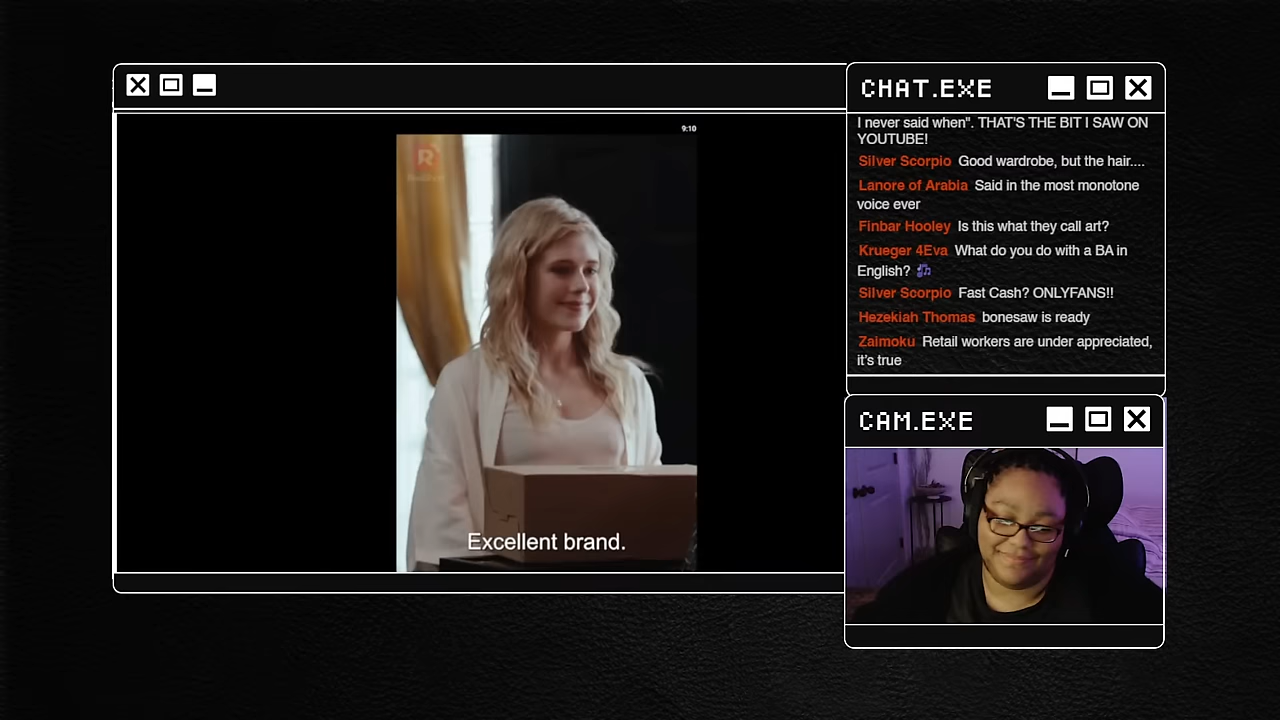 9:10
R
Excellent brand.
CHAT.EXE
I never said when". THAT'S THE BIT I SAW ON
YOUTUBE!
Silver Scorpio Good wardrobe, but the hair....
Lanore of Arabia Said in the most monotone
voice ever
Finbar Hooley Is this what they call art?
Krueger 4Eva What do you do with a BA in
English? 🎶
Silver Scorpio Fast Cash? ONLYFANS!!
Hezekiah Thomas bonesaw is ready
Zaimoku Retail workers are under appreciated,
it's true
CAM.EXE